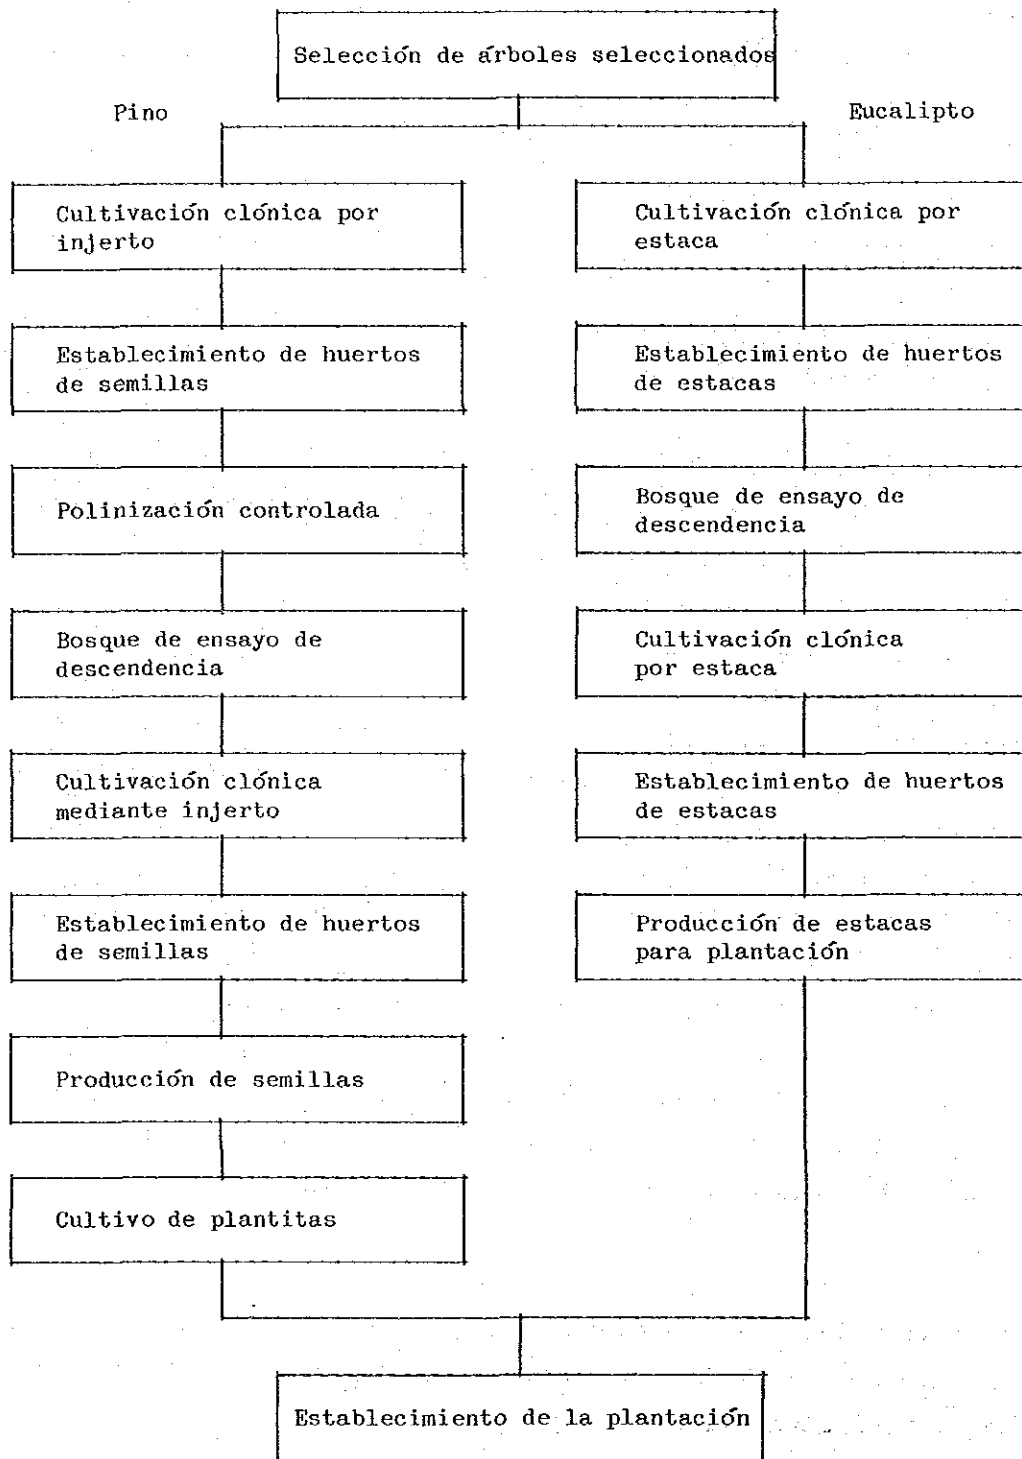 Selección de árboles seleccionados
Pino
Eucalipto
Cultivación clónica por
injerto
Cultivación clónica por
estaca
Establecimiento de huertos
de semillas
Establecimiento de huertos
de estacas
Polinización controlada
Bosque de ensayo de
descendencia
Bosque de ensayo de
descendencia
Cultivación clónica
por estaca
Cultivación clónica
mediante injerto
Establecimiento de huertos
de estacas
Establecimiento de huertos
de semillas
Producción de estacas
para plantación
Producción de semillas
Cultivo de plantitas
Establecimiento de la plantación